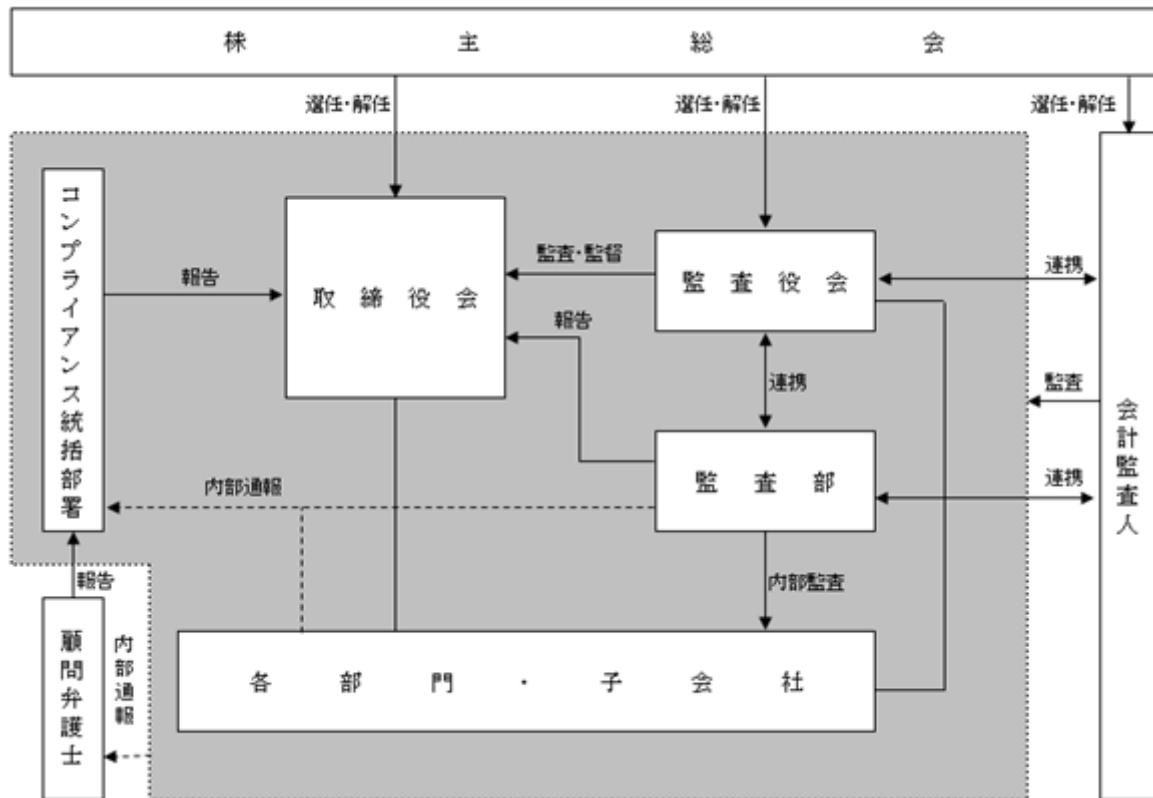 株主総会
選任・解任
選任・解任
選任・解任
コンプライアンス統括部署
報告
取締役会
監査・監督
監査役会
連携
報告
連携
監査
会計監査人
内部通報
監査部
連携
報告
内部監査
顧問弁護士
内部通報
各部門・子会社